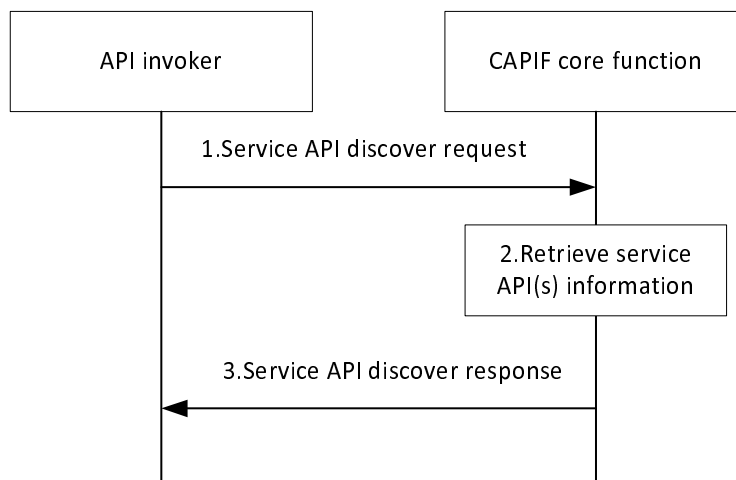 API invoker
CAPIF core function
1.Service API discover request
2.Retrieve service
API(s) information
3.Service API discover response